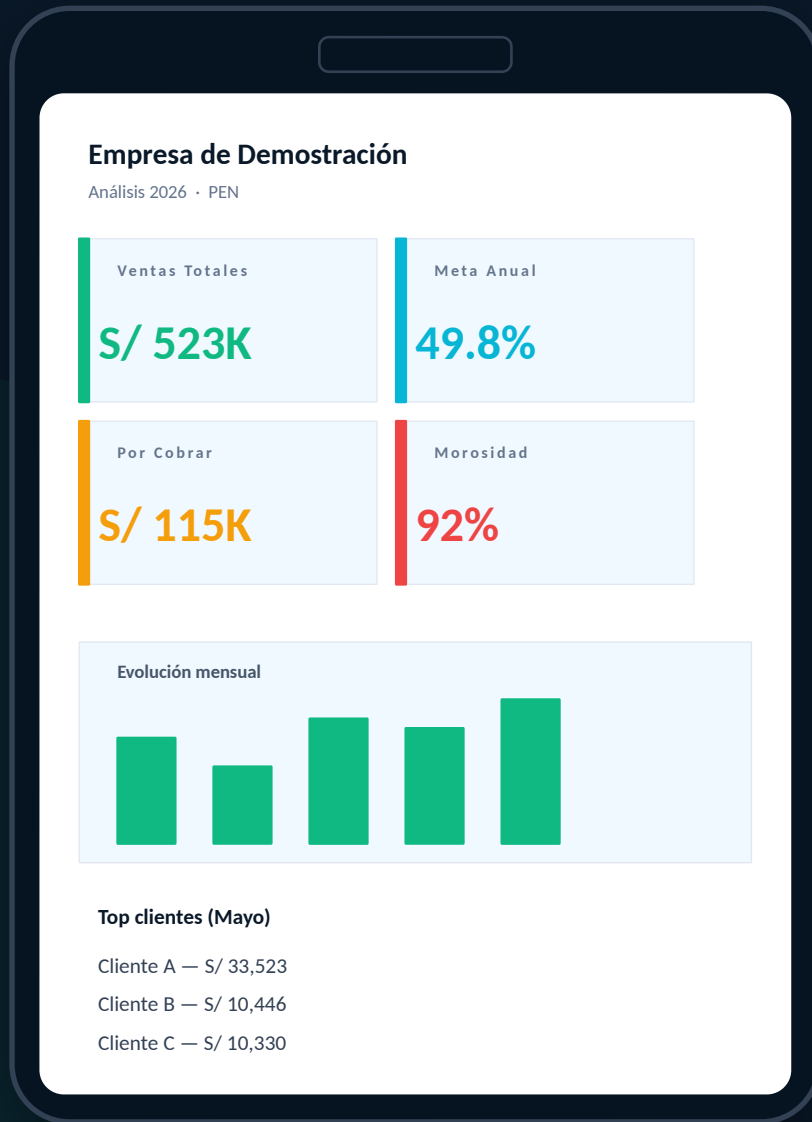 Empresa de Demostración
Análisis 2026 · PEN
Ventas Totales
S/ 523K
Meta Anual
49.8%
Por Cobrar
S/ 115K
Morosidad
92%
Evolución mensual
Top clientes (Mayo)
Cliente A — S/ 33,523
Cliente B — S/ 10,446
Cliente C — S/ 10,330